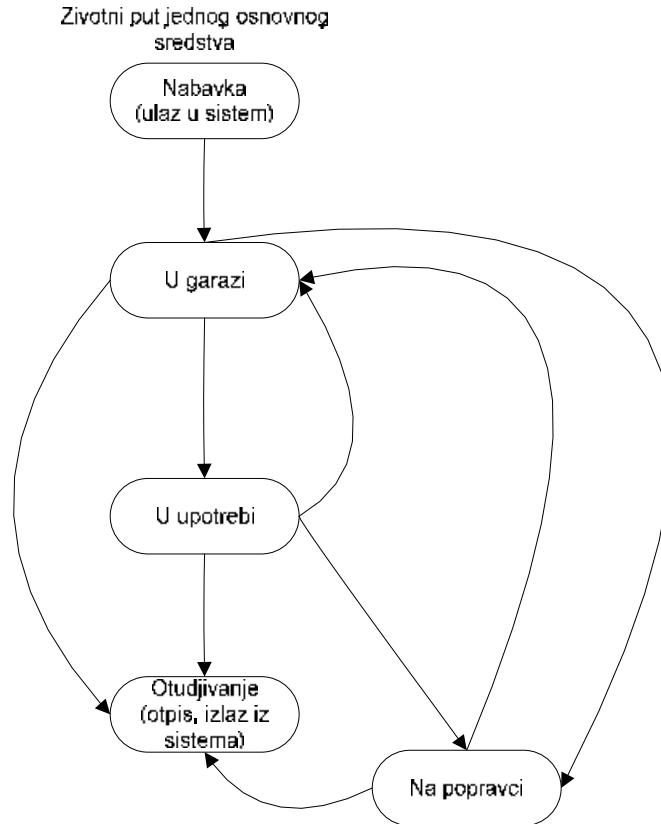 Zivotni put jednog osnovnog
sredstva
Nabavka
(ulaz u sistem)
U garazi
U upotrebi
Otudjivanje
(otpis, izlaz iz
sistema)
Na popravci